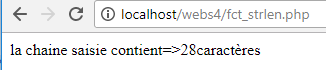 localhost/webs4/fct_strlen.php
la chaine saisie contient=>28caractères